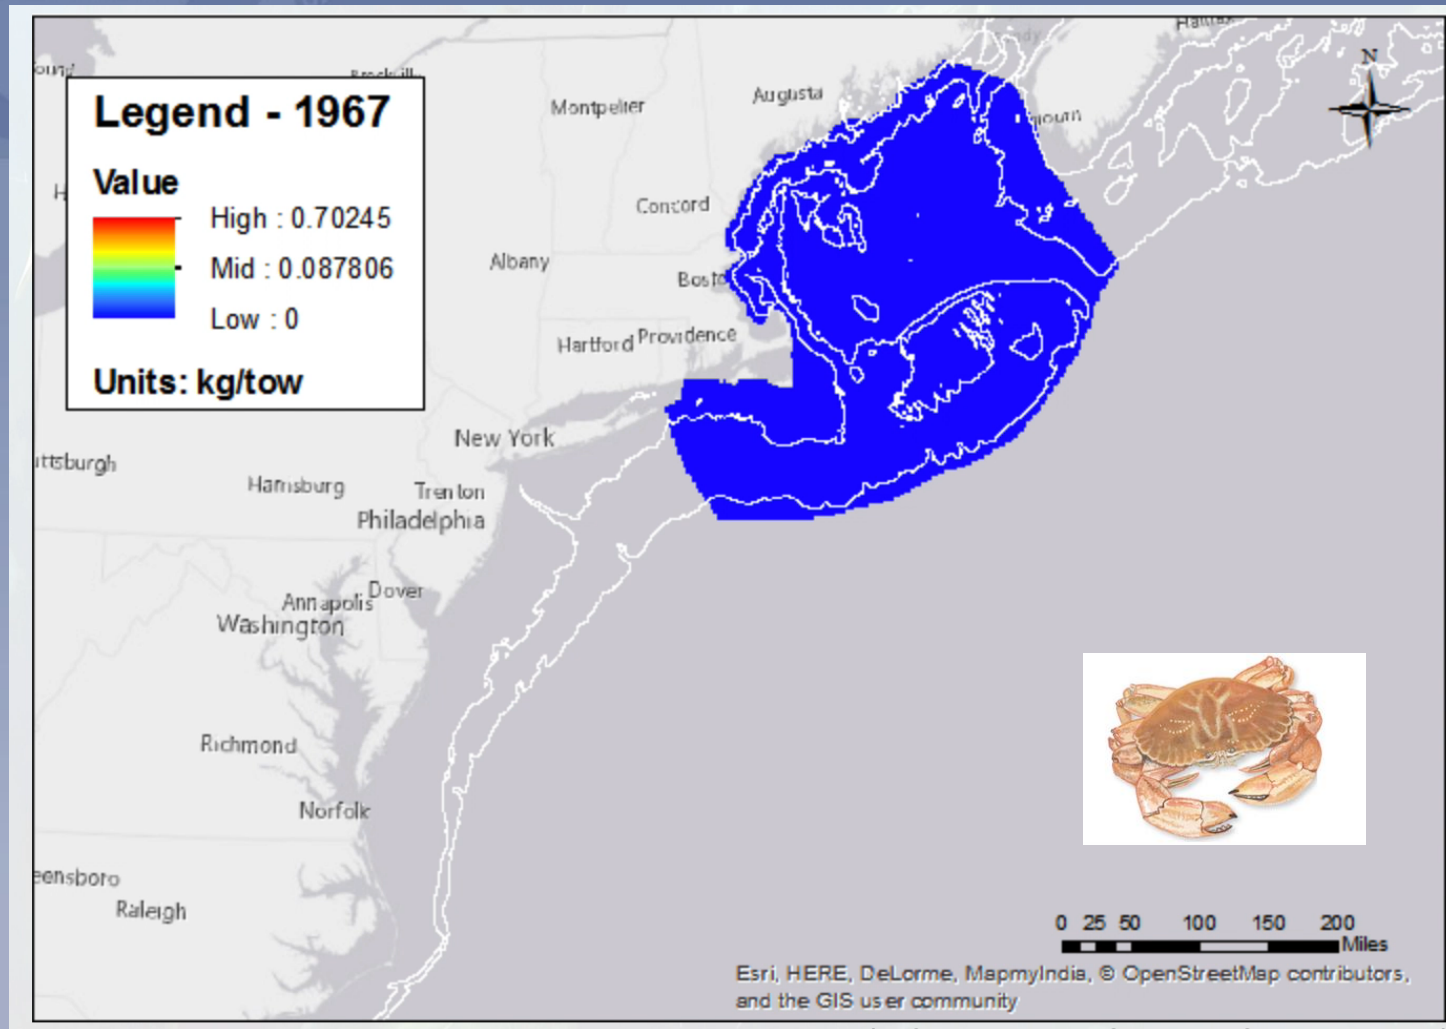 Legend - 1967
Value
High : 0.70245
Mid : 0.087806
Low : 0
Units: kg/tow
N
Montpelier
Augusta
Concord
Albany
Hartford
Providence
New York
Harrisburg
Trenton
Philadelphia
Dover
Annapolis
Washington
Richmond
Norfolk
Raleigh
0 25 50 100 150 200
Miles
Esri, HERE, DeLorme, MapmyIndia, © OpenStreetMap contributors,
and the GIS user community